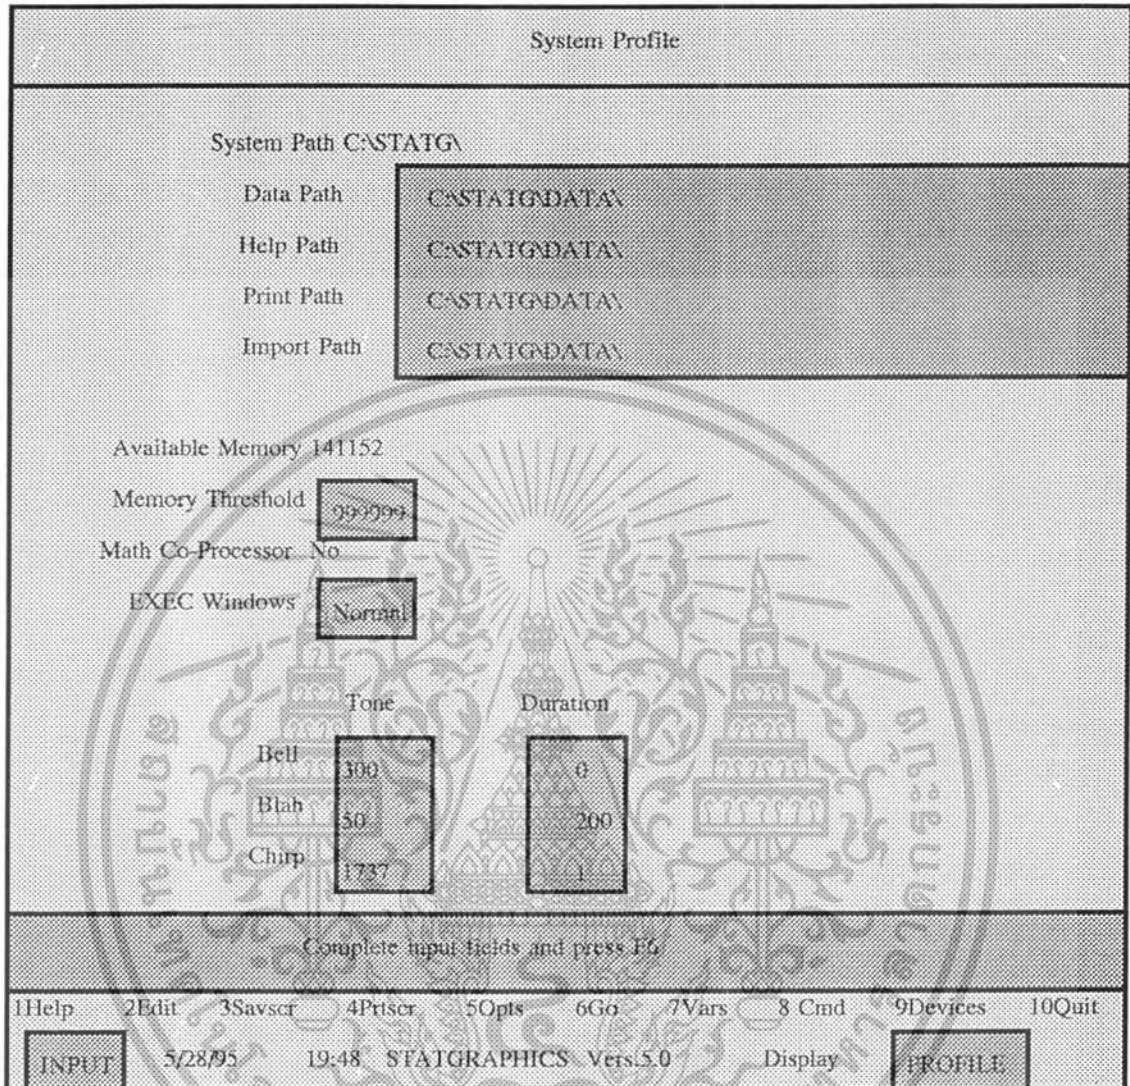 System Profile
System Path C:\STATG\
Data Path C:\STATG\DATA\
Help Path C:\STATG\DATA\
Print Path C:\STATG\DATA\
Import Path C:\STATG\DATA\
Available Memory 141152
Memory Threshold 999999
Math Co-Processor No
EXEC Windows Normal
Tone Duration
Bell 300 0
Blah 50 200
Chirp 1737 1
Complete input fields and press F6
1Help 2Edit 3Savscr 4Prtscr 5Opts 6Go 7Vars 8 Cmd 9Devices 10Quit
INPUT 5/28/95 19:48 STATGRAPHICS Vers.5.0 Display PROFILE